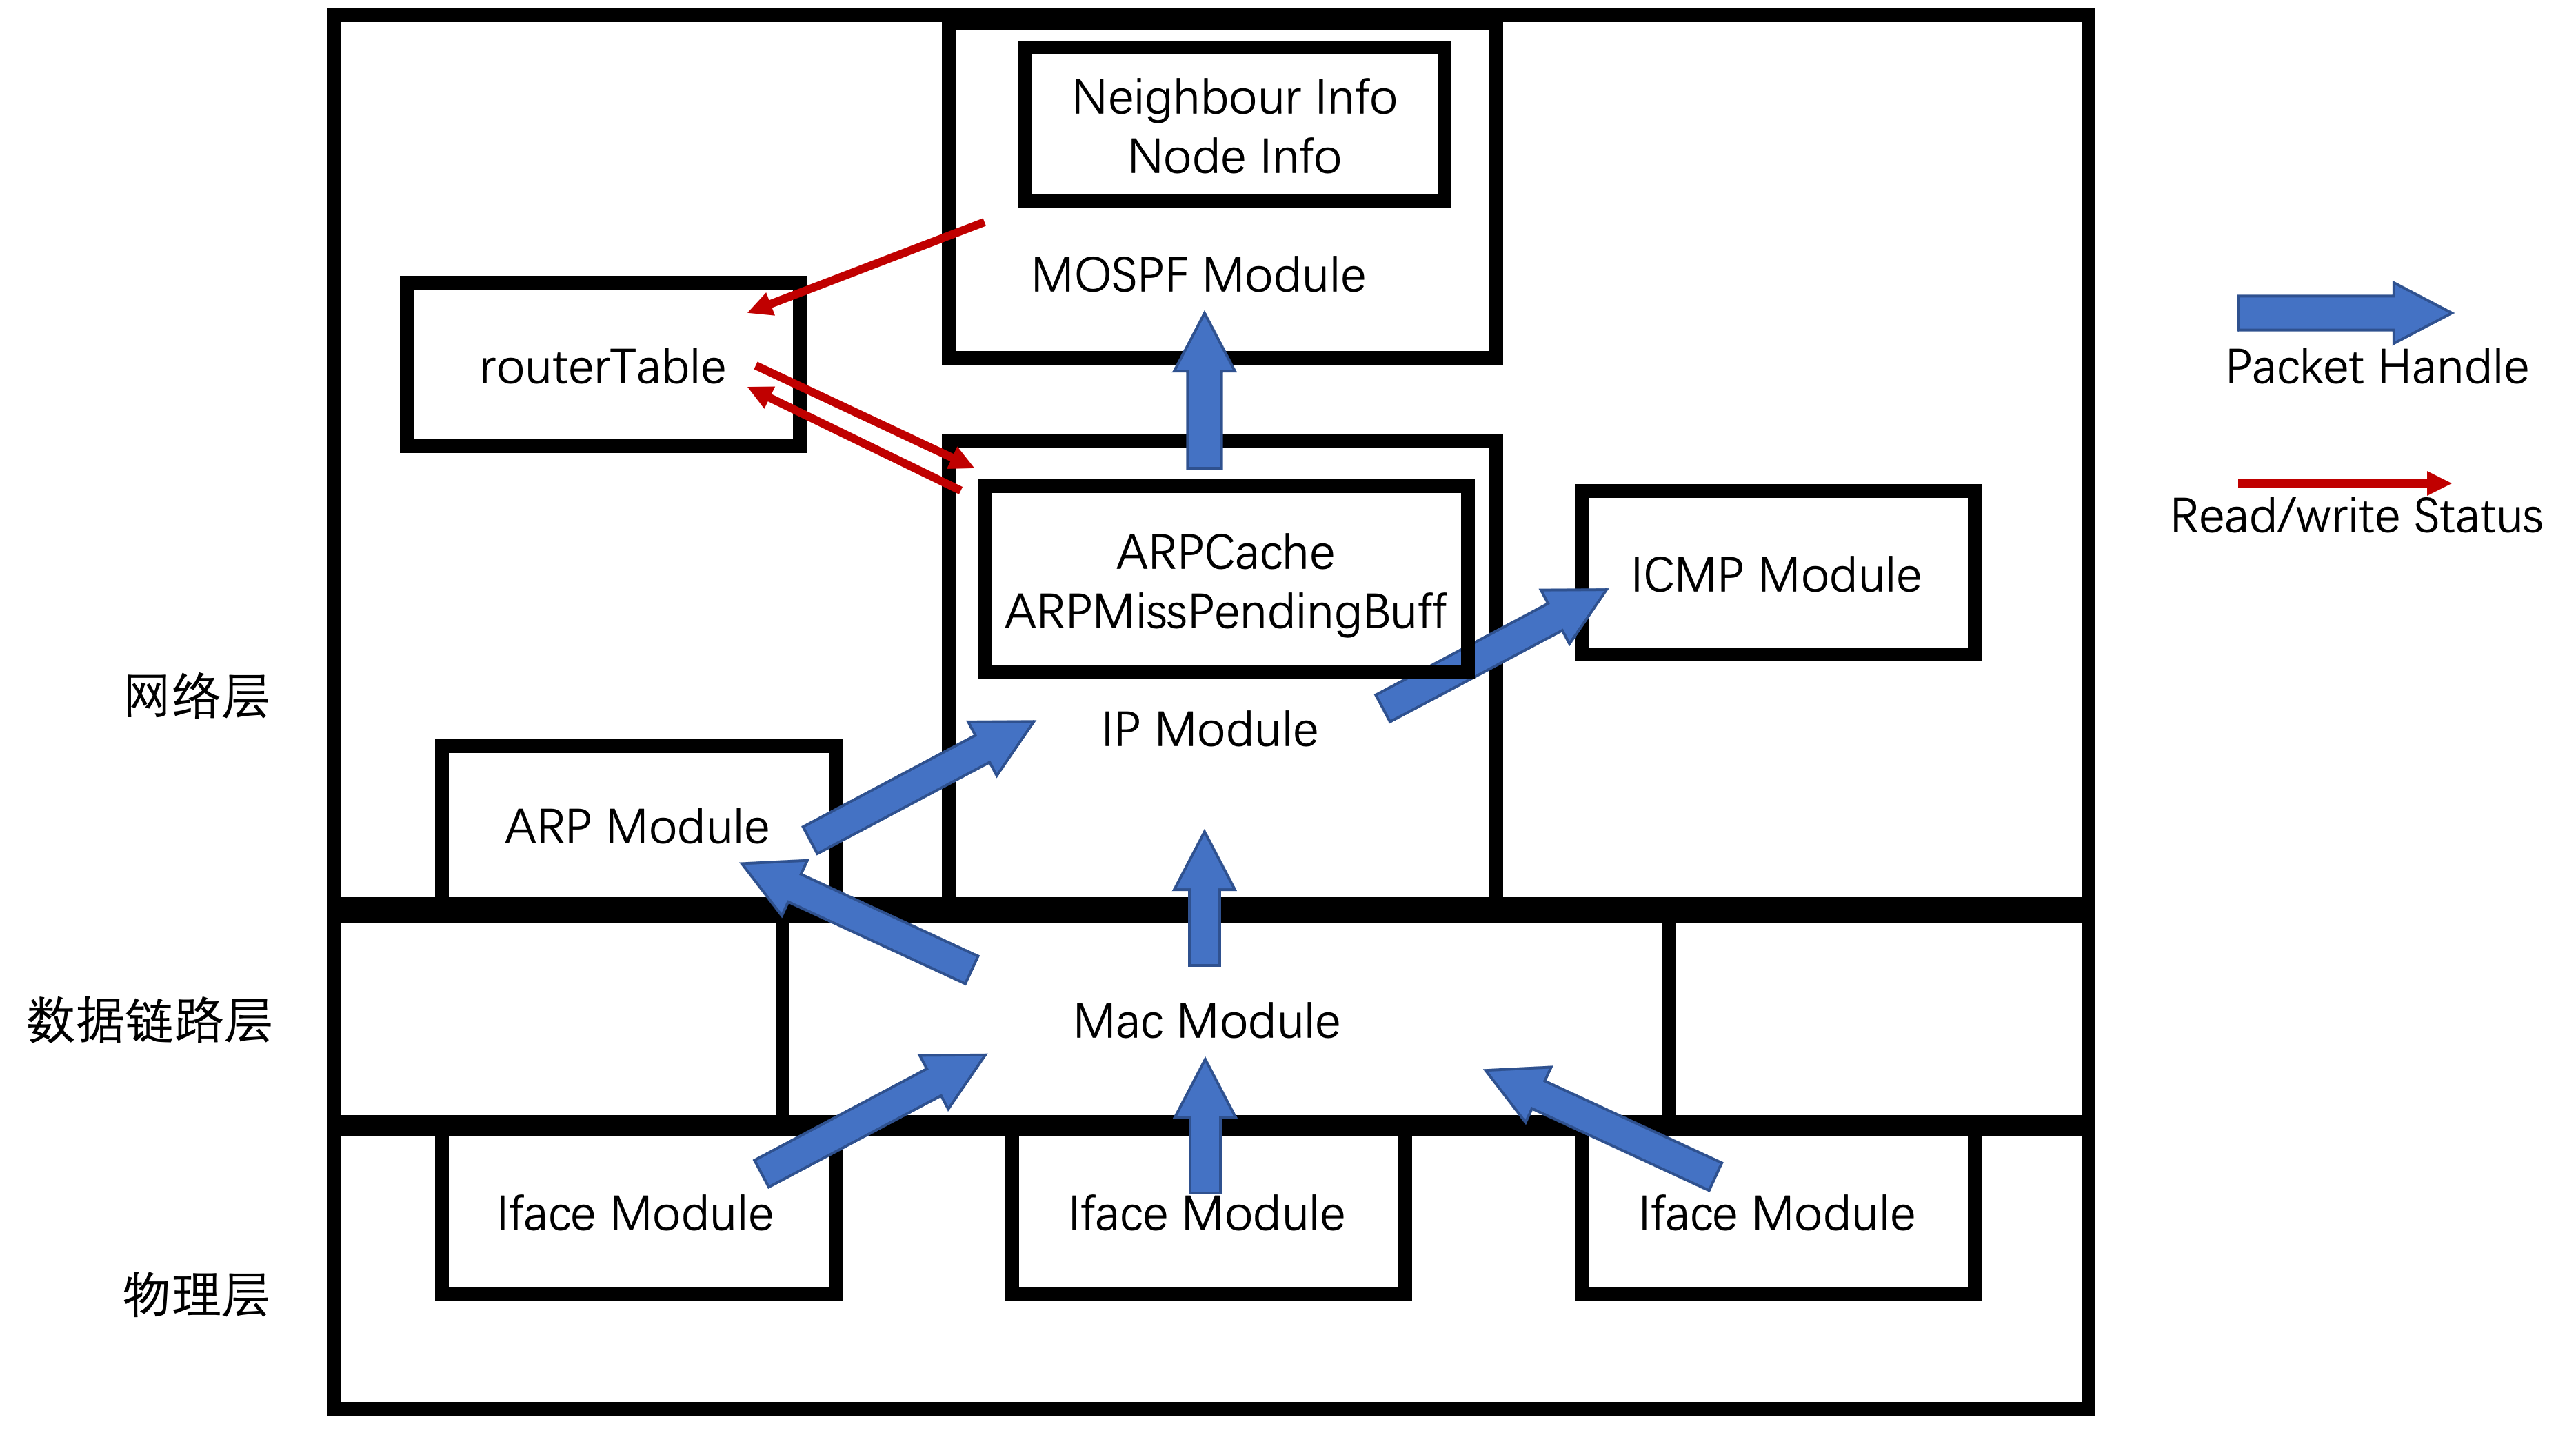 Neighbour Info
Node Info
MOSPF Module
routerTable
Packet Handle
Read/write Status
ARPCache
ARPMissPendingBuff
ICMP Module
网络层
IP Module
ARP Module
数据链路层
Mac Module
Iface Module
Iface Module
Iface Module
物理层